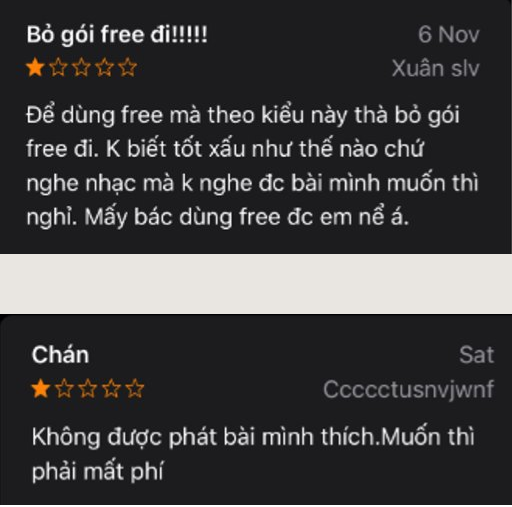 Bỏ gói free đi!!!!!
6 Nov
Xuân slv
Để dùng free mà theo kiểu này thà bỏ gói
free đi. K biết tốt xấu như thế nào chứ
nghe nhạc mà k nghe đc bài mình muốn thì
nghỉ. Mấy bác dùng free đc em nể á.
Chán
Sat
Ccccctusnvjwnf
Không được phát bài mình thích.Muốn thì
phải mất phí